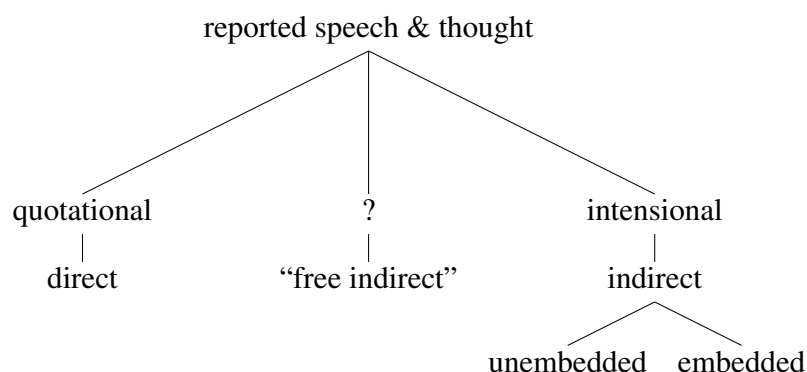 reported speech & thought
quotational ? intensional
direct “free indirect” indirect
unembedded embedded